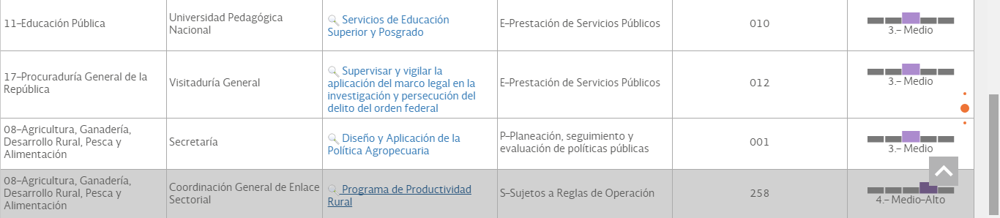 11-Educación Pública
Universidad Pedagógica
Nacional
Servicios de Educación
Superior y Posgrado
E-Prestación de Servicios Públicos
010
3.- Medio
17-Procuraduría General de la
República
Visitaduría General
Supervisar y vigilar la
aplicación del marco legal en la
investigación y persecución del
delito del orden federal
E-Prestación de Servicios Públicos
012
3.- Medio
08-Agricultura, Ganadería,
Desarrollo Rural, Pesca y
Alimentación
Secretaría
Diseño y Aplicación de la
Política Agropecuaria
P-Planeación, seguimiento y
evaluación de políticas públicas
001
3.- Medio
08-Agricultura, Ganadería,
Desarrollo Rural, Pesca y
Alimentación
Coordinación General de Enlace
Sectorial
Programa de Productividad
Rural
S-Sujetos a Reglas de Operación
258
4.- Medio-Alto